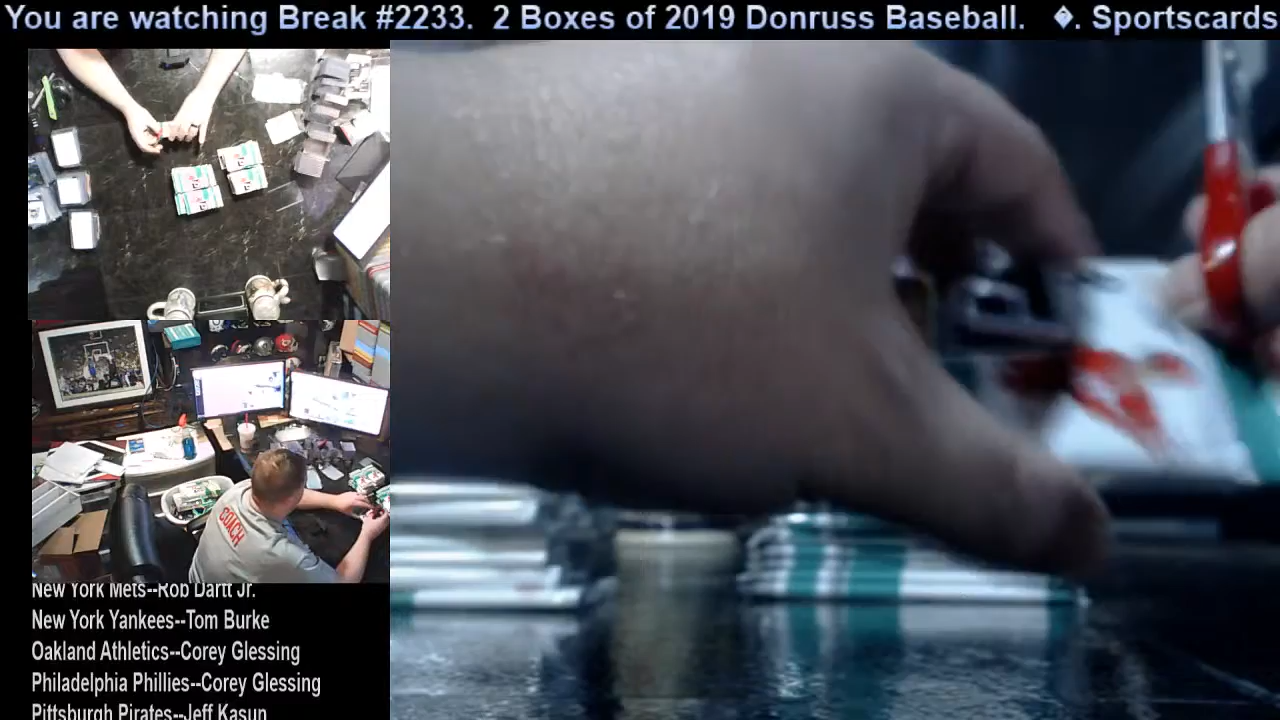 You are watching Break #2233. 2 Boxes of 2019 Donruss Baseball. �. Sportscards
COACH
New York Mets--Rob Dartt Jr.
New York Yankees--Tom Burke
Oakland Athletics--Corey Glessing
Philadelphia Phillies--Corey Glessing
Pittsburgh Pirates--Jeff Kasun